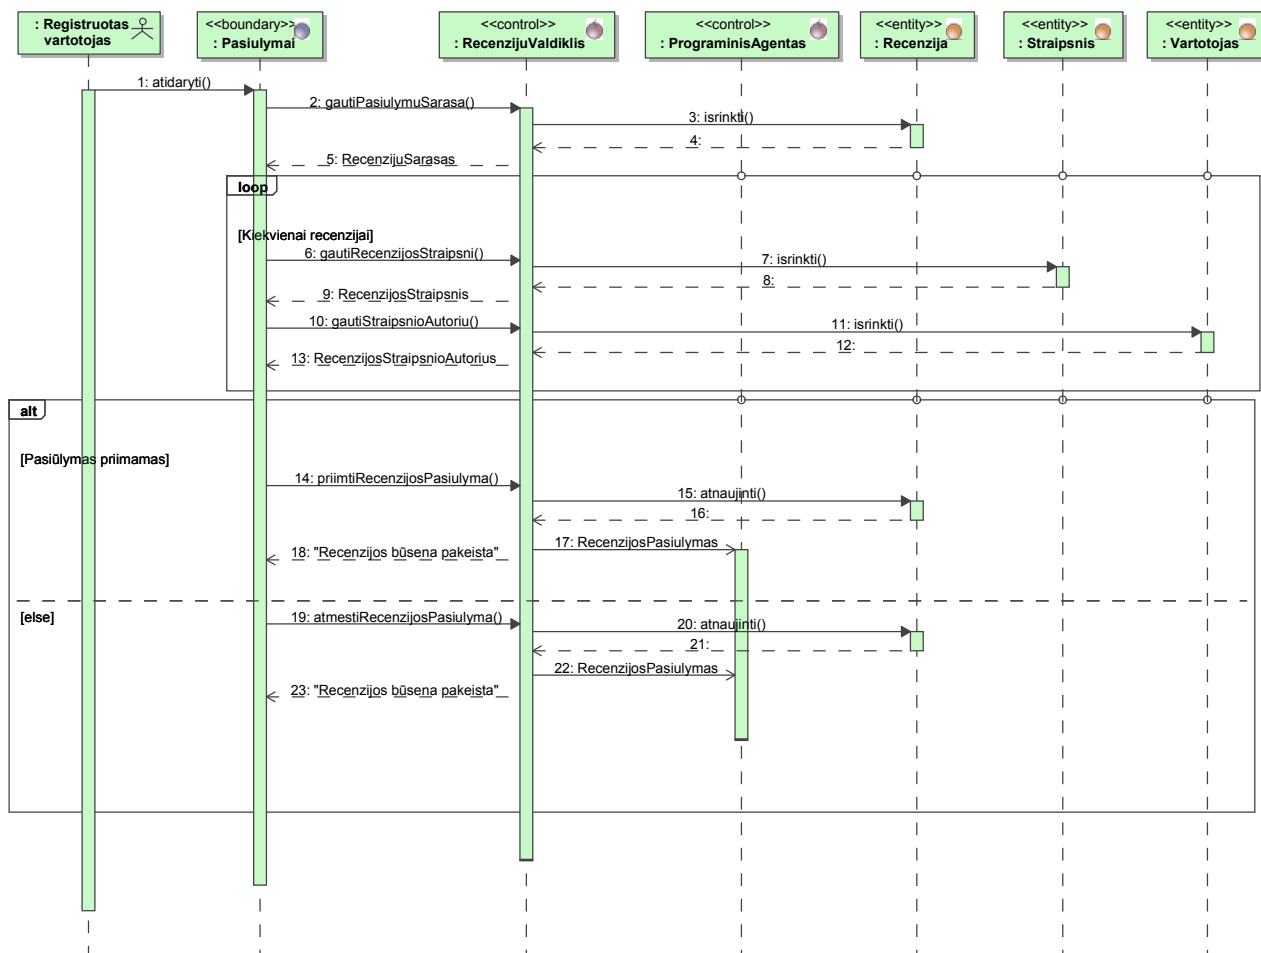 : Registruotas
vartotojas
<<boundary>>
: Pasiulymai
<<control>>
: RecenzijuValdiklis
<<control>>
: PrograminisAgentas
<<entity>>
: Recenzija
<<entity>>
: Straipsnis
<<entity>>
: Vartotojas
1: atidaryti()
2: gautiPasiulymuSarasa()
3: isrinkti()
4:
5: RecenzijuSarasas
loop
[Kiekvienai recenzijai]
6: gautiRecenzijosStraipsni()
7: isrinkti()
8:
9: RecenzijosStraipsnis
10: gautiStraipsnioAutoriu()
11: isrinkti()
12:
13: RecenzijosStraipsnioAutorius
alt
[Pasiūlymas priimamas]
14: priimtiRecenzijosPasiulyma()
15: atnaujinti()
16:
17: RecenzijosPasiulymas
18: "Recenzijos būsena pakeista"
[else]
19: atmestiRecenzijosPasiulyma()
20: atnaujinti()
21:
22: RecenzijosPasiulymas
23: "Recenzijos būsena pakeista"